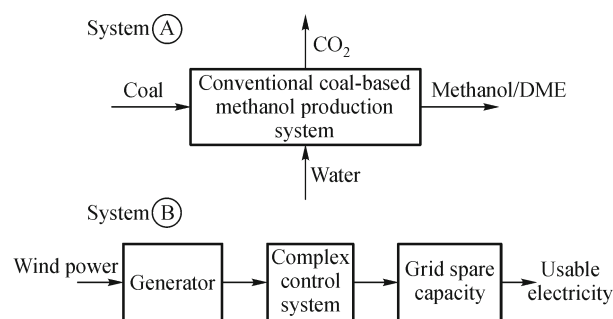 System Ⓐ
CO₂
Coal
Conventional coal-based
methanol production
system
Methanol/DME
Water
System Ⓑ
Wind power
Generator
Complex
control
system
Grid spare
capacity
Usable
electricity